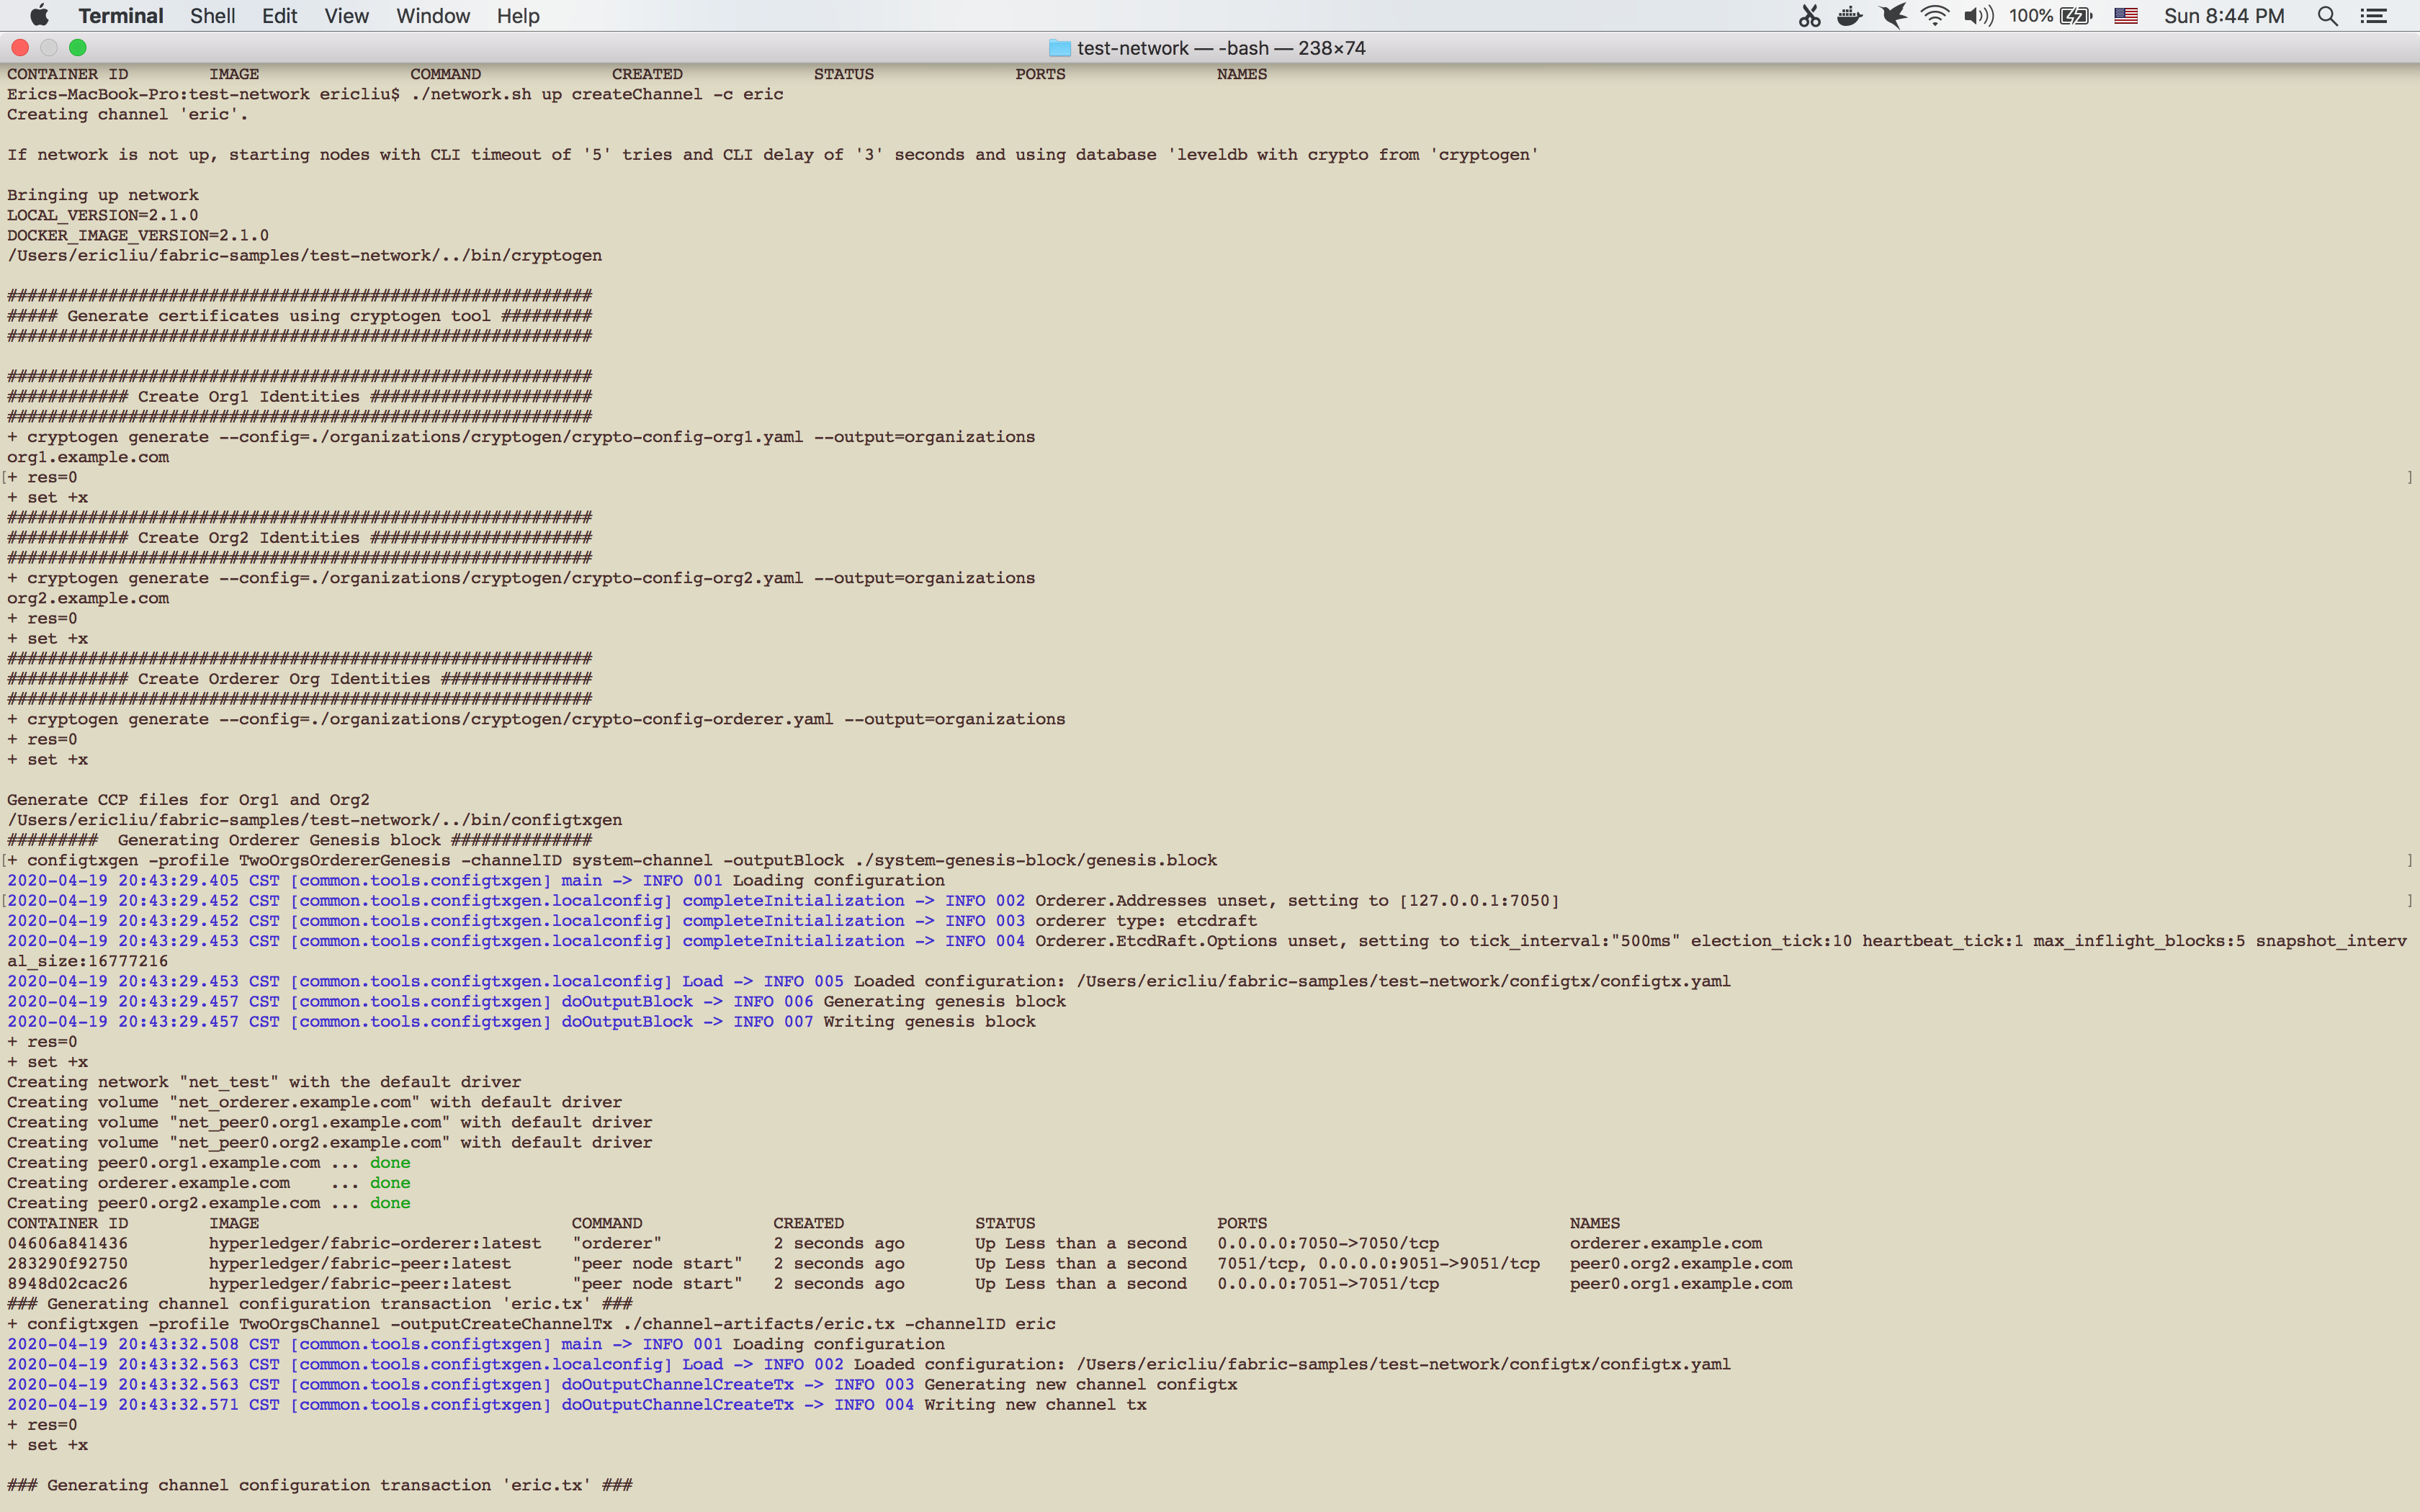 Terminal Shell Edit View Window Help 100% Sun 8:44 PM
test-network — -bash — 238×74
CONTAINER ID IMAGE COMMAND CREATED STATUS PORTS NAMES
Erics-MacBook-Pro:test-network ericliu$ ./network.sh up createChannel -c eric
Creating channel 'eric'.
If network is not up, starting nodes with CLI timeout of '5' tries and CLI delay of '3' seconds and using database 'leveldb with crypto from 'cryptogen'
Bringing up network
LOCAL_VERSION=2.1.0
DOCKER_IMAGE_VERSION=2.1.0
/Users/ericliu/fabric-samples/test-network/../bin/cryptogen
##########################################################
##### Generate certificates using cryptogen tool #########
##########################################################
##########################################################
############ Create Org1 Identities ######################
##########################################################
+ cryptogen generate --config=./organizations/cryptogen/crypto-config-org1.yaml --output=organizations
org1.example.com
[+ res=0 ]
+ set +x
##########################################################
############ Create Org2 Identities ######################
##########################################################
+ cryptogen generate --config=./organizations/cryptogen/crypto-config-org2.yaml --output=organizations
org2.example.com
+ res=0
+ set +x
##########################################################
############ Create Orderer Org Identities ###############
##########################################################
+ cryptogen generate --config=./organizations/cryptogen/crypto-config-orderer.yaml --output=organizations
+ res=0
+ set +x
Generate CCP files for Org1 and Org2
/Users/ericliu/fabric-samples/test-network/../bin/configtxgen
#########  Generating Orderer Genesis block ##############
[+ configtxgen -profile TwoOrgsOrdererGenesis -channelID system-channel -outputBlock ./system-genesis-block/genesis.block ]
2020-04-19 20:43:29.405 CST [common.tools.configtxgen] main -> INFO 001 Loading configuration
[2020-04-19 20:43:29.452 CST [common.tools.configtxgen.localconfig] completeInitialization -> INFO 002 Orderer.Addresses unset, setting to [127.0.0.1:7050] ]
2020-04-19 20:43:29.452 CST [common.tools.configtxgen.localconfig] completeInitialization -> INFO 003 orderer type: etcdraft
2020-04-19 20:43:29.453 CST [common.tools.configtxgen.localconfig] completeInitialization -> INFO 004 Orderer.EtcdRaft.Options unset, setting to tick_interval:"500ms" election_tick:10 heartbeat_tick:1 max_inflight_blocks:5 snapshot_interv
al_size:16777216
2020-04-19 20:43:29.453 CST [common.tools.configtxgen.localconfig] Load -> INFO 005 Loaded configuration: /Users/ericliu/fabric-samples/test-network/configtx/configtx.yaml
2020-04-19 20:43:29.457 CST [common.tools.configtxgen] doOutputBlock -> INFO 006 Generating genesis block
2020-04-19 20:43:29.457 CST [common.tools.configtxgen] doOutputBlock -> INFO 007 Writing genesis block
+ res=0
+ set +x
Creating network "net_test" with the default driver
Creating volume "net_orderer.example.com" with default driver
Creating volume "net_peer0.org1.example.com" with default driver
Creating volume "net_peer0.org2.example.com" with default driver
Creating peer0.org1.example.com ... done
Creating orderer.example.com    ... done
Creating peer0.org2.example.com ... done
CONTAINER ID IMAGE COMMAND CREATED STATUS PORTS NAMES
04606a841436 hyperledger/fabric-orderer:latest "orderer" 2 seconds ago Up Less than a second 0.0.0.0:7050->7050/tcp orderer.example.com
283290f92750 hyperledger/fabric-peer:latest "peer node start" 2 seconds ago Up Less than a second 7051/tcp, 0.0.0.0:9051->9051/tcp peer0.org2.example.com
8948d02cac26 hyperledger/fabric-peer:latest "peer node start" 2 seconds ago Up Less than a second 0.0.0.0:7051->7051/tcp peer0.org1.example.com
### Generating channel configuration transaction 'eric.tx' ###
+ configtxgen -profile TwoOrgsChannel -outputCreateChannelTx ./channel-artifacts/eric.tx -channelID eric
2020-04-19 20:43:32.508 CST [common.tools.configtxgen] main -> INFO 001 Loading configuration
2020-04-19 20:43:32.563 CST [common.tools.configtxgen.localconfig] Load -> INFO 002 Loaded configuration: /Users/ericliu/fabric-samples/test-network/configtx/configtx.yaml
2020-04-19 20:43:32.563 CST [common.tools.configtxgen] doOutputChannelCreateTx -> INFO 003 Generating new channel configtx
2020-04-19 20:43:32.571 CST [common.tools.configtxgen] doOutputChannelCreateTx -> INFO 004 Writing new channel tx
+ res=0
+ set +x
### Generating channel configuration transaction 'eric.tx' ###